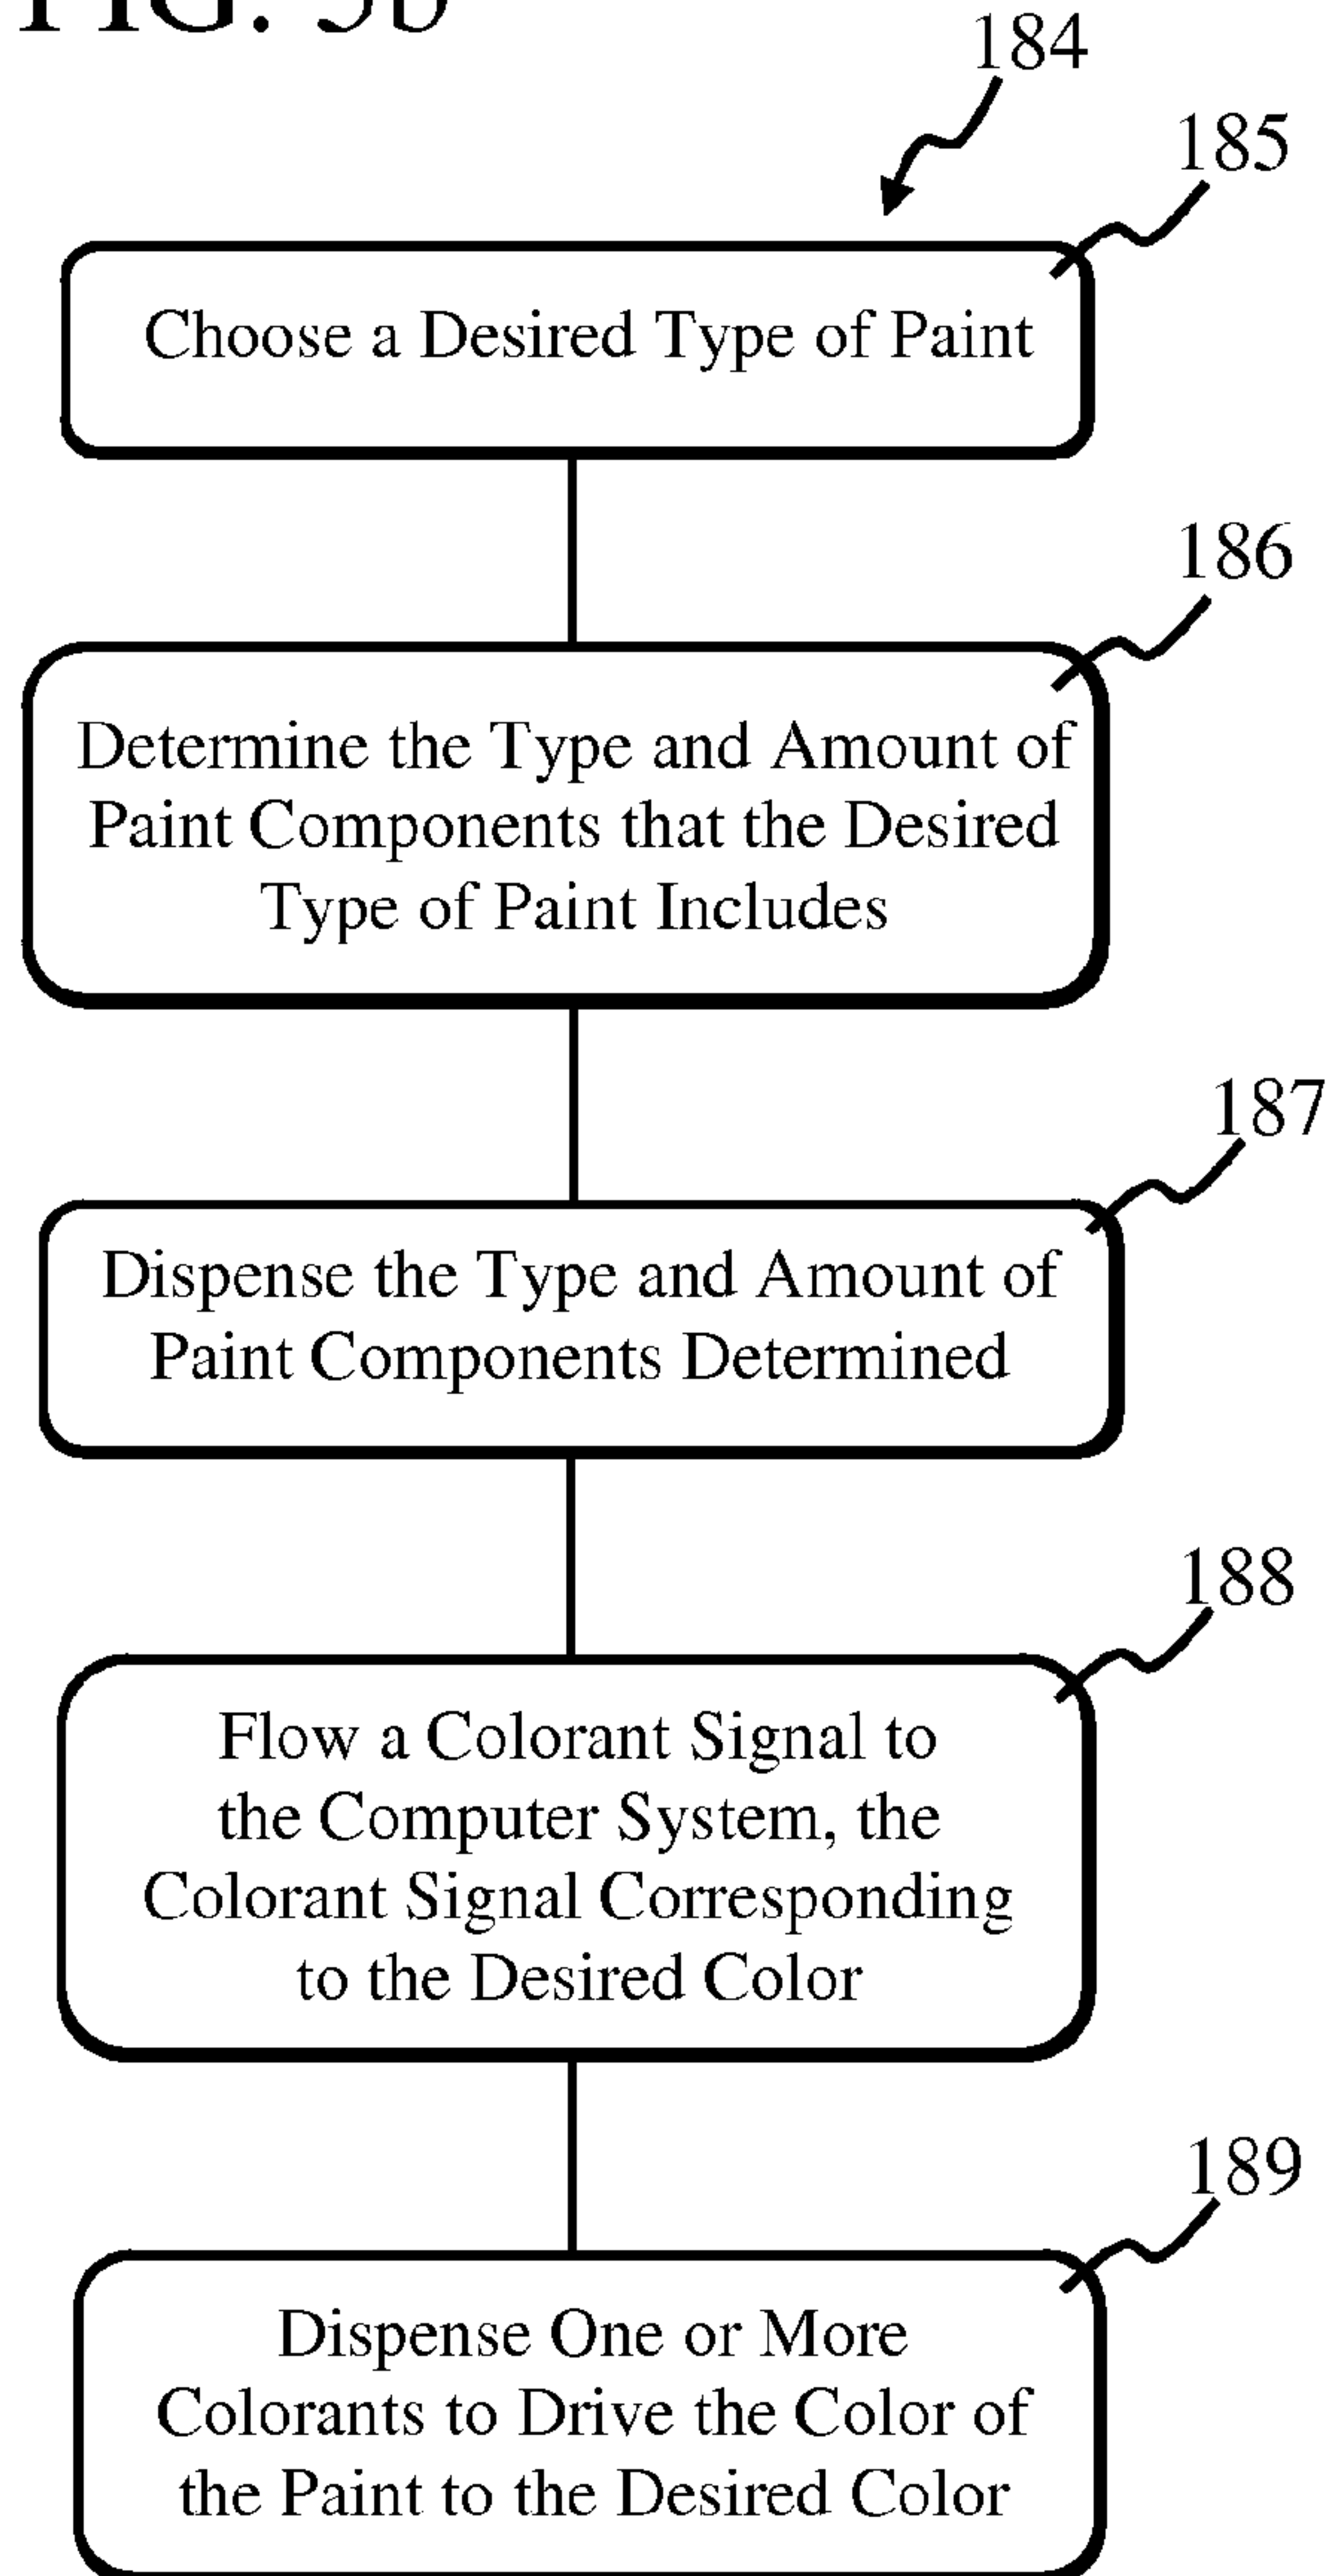 FIG. 5b
184
185
Choose a Desired Type of Paint
186
Determine the Type and Amount of
Paint Components that the Desired
Type of Paint Includes
187
Dispense the Type and Amount of
Paint Components Determined
188
Flow a Colorant Signal to
the Computer System, the
Colorant Signal Corresponding
to the Desired Color
189
Dispense One or More
Colorants to Drive the Color of
the Paint to the Desired Color